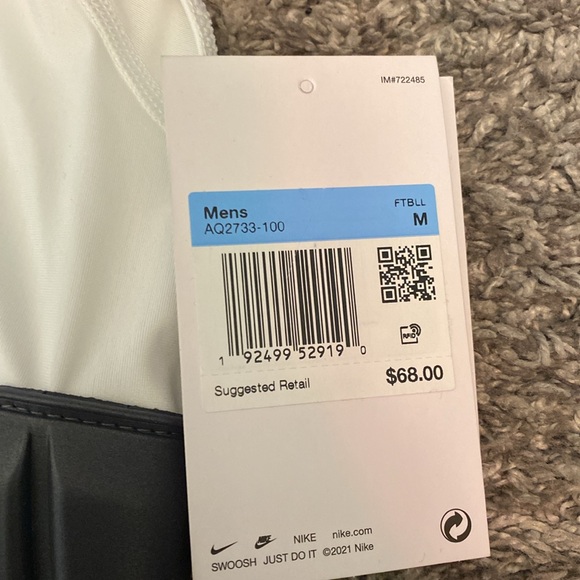 IM#722485
Mens FTBLL
AQ2733-100 M
1 92499 52919 0
RFID
Suggested Retail $68.00
NIKE nike.com
SWOOSH JUST DO IT ©2021 Nike